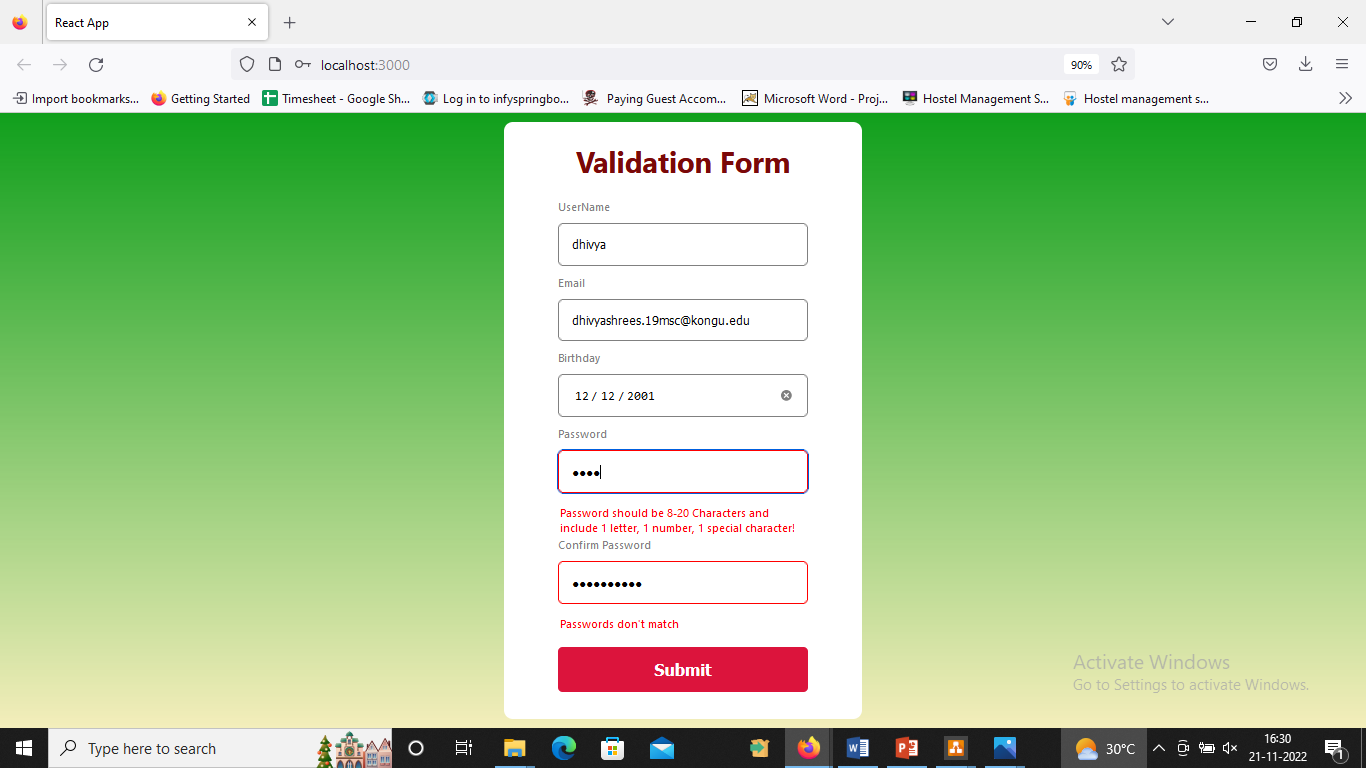 React App
localhost:3000
90%
Import bookmarks...
Getting Started
Timesheet - Google Sh...
Log in to infyspringbo...
Paying Guest Accom...
Microsoft Word - Proj...
Hostel Management S...
Hostel management s...
Validation Form
UserName
dhivya
Email
dhivyashrees.19msc@kongu.edu
Birthday
12 / 12 / 2001
Password
Password should be 8-20 Characters and
include 1 letter, 1 number, 1 special character!
Confirm Password
Passwords don't match
Submit
Activate Windows
Go to Settings to activate Windows.
Type here to search
30°C
16:30
21-11-2022
1